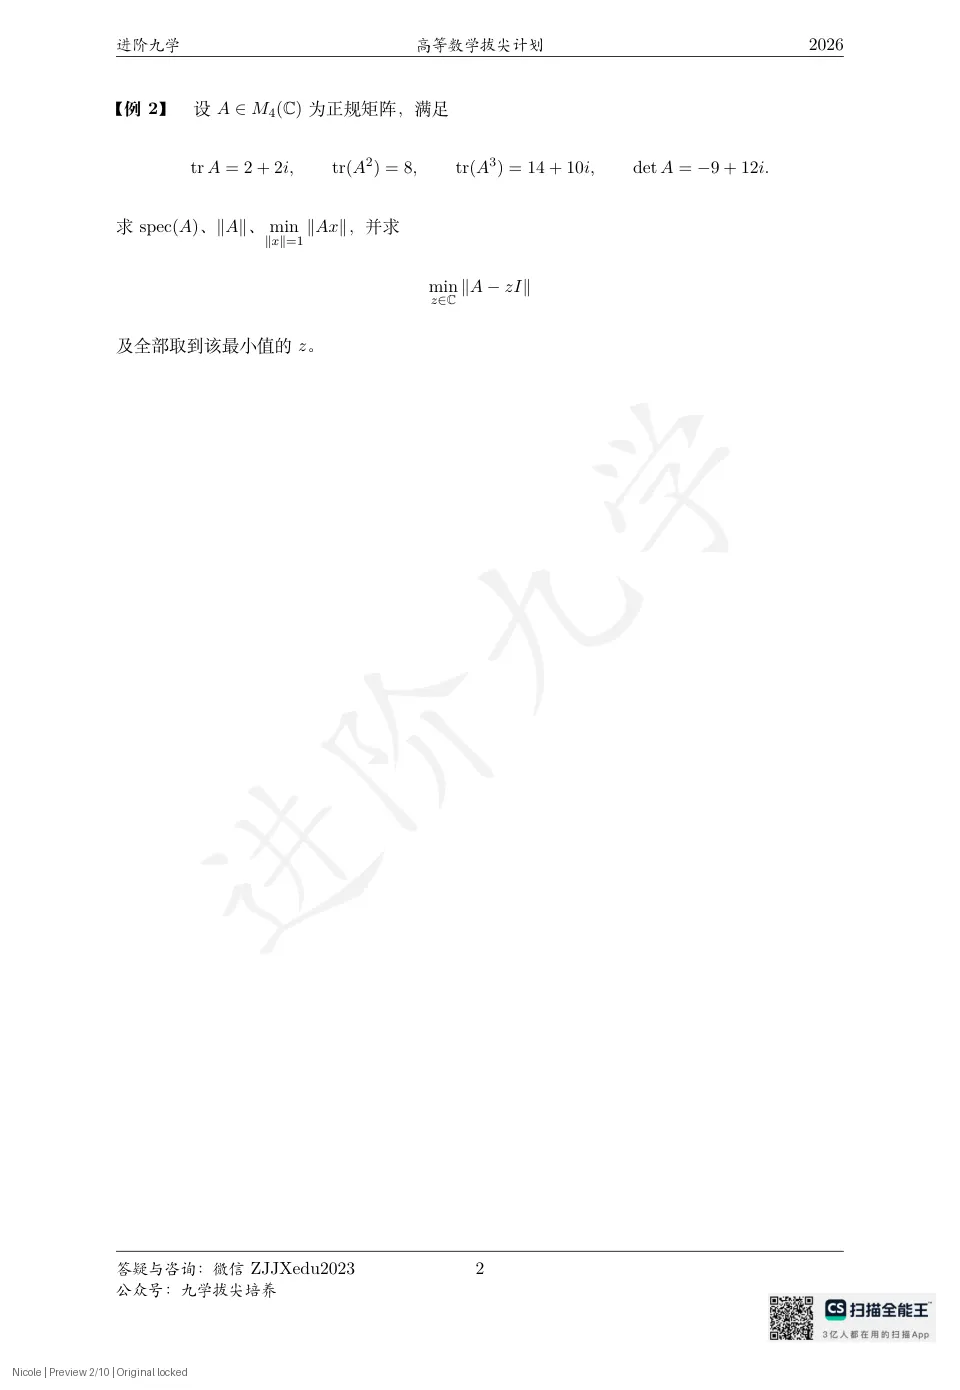 进阶九学 高等数学拔尖计划 2026
【例 2】 设 A ∈ M₄(ℂ) 为正规矩阵，满足
tr A = 2 + 2i, tr(A²) = 8, tr(A³) = 14 + 10i, det A = −9 + 12i.
求 spec(A)、‖A‖、min ‖Ax‖，并求
‖x‖=1
min ‖A − zI‖
z∈ℂ
及全部取到该最小值的 z。
进阶九学
答疑与咨询：微信 ZJJXedu2023 2
公众号：九学拔尖培养
CS 扫描全能王™
3亿人都在用的扫描App
Nicole | Preview 2/10 | Original locked